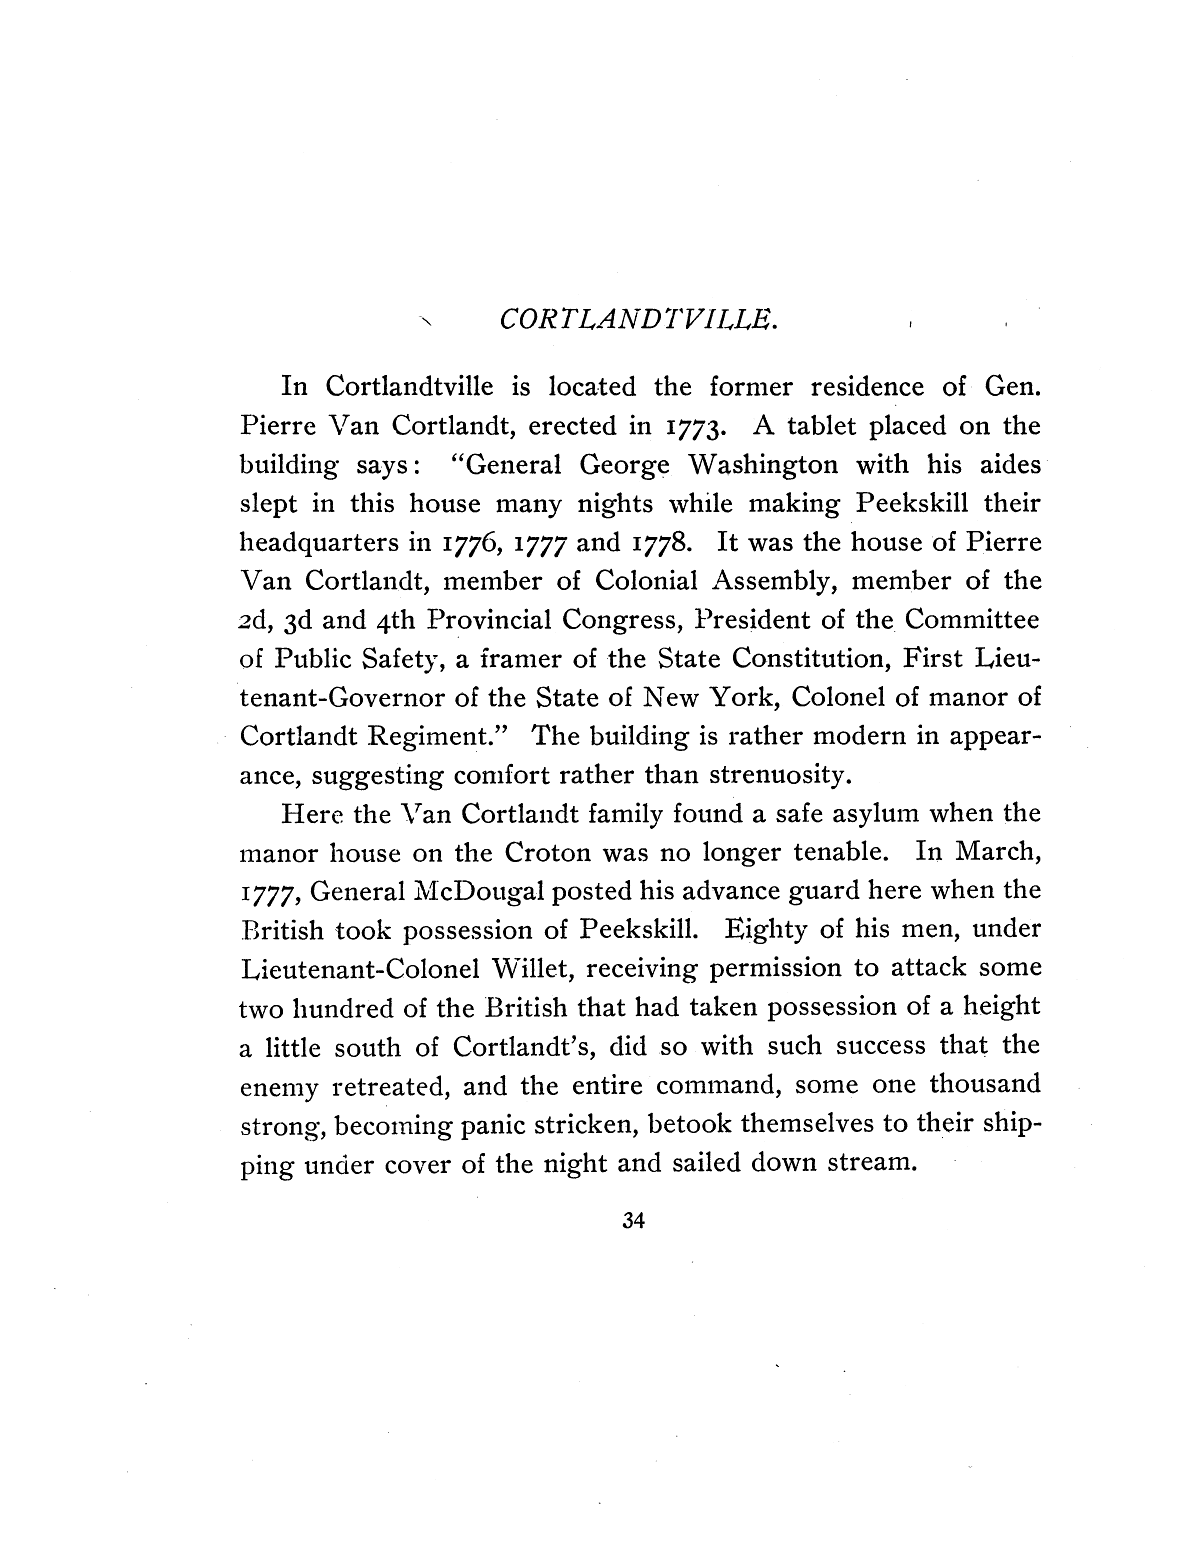 CORTLANDTVILLE.
In Cortlandtville is located the former residence of Gen.
Pierre Van Cortlandt, erected in 1773. A tablet placed on the
building says: “General George Washington with his aides
slept in this house many nights while making Peekskill their
headquarters in 1776, 1777 and 1778. It was the house of Pierre
Van Cortlandt, member of Colonial Assembly, member of the
2d, 3d and 4th Provincial Congress, President of the Committee
of Public Safety, a framer of the State Constitution, First Lieu-
tenant-Governor of the State of New York, Colonel of manor of
Cortlandt Regiment.” The building is rather modern in appear-
ance, suggesting comfort rather than strenuosity.
Here the Van Cortlandt family found a safe asylum when the
manor house on the Croton was no longer tenable. In March,
1777, General McDougal posted his advance guard here when the
British took possession of Peekskill. Eighty of his men, under
Lieutenant-Colonel Willet, receiving permission to attack some
two hundred of the British that had taken possession of a height
a little south of Cortlandt’s, did so with such success that the
enemy retreated, and the entire command, some one thousand
strong, becoming panic stricken, betook themselves to their ship-
ping under cover of the night and sailed down stream.
34